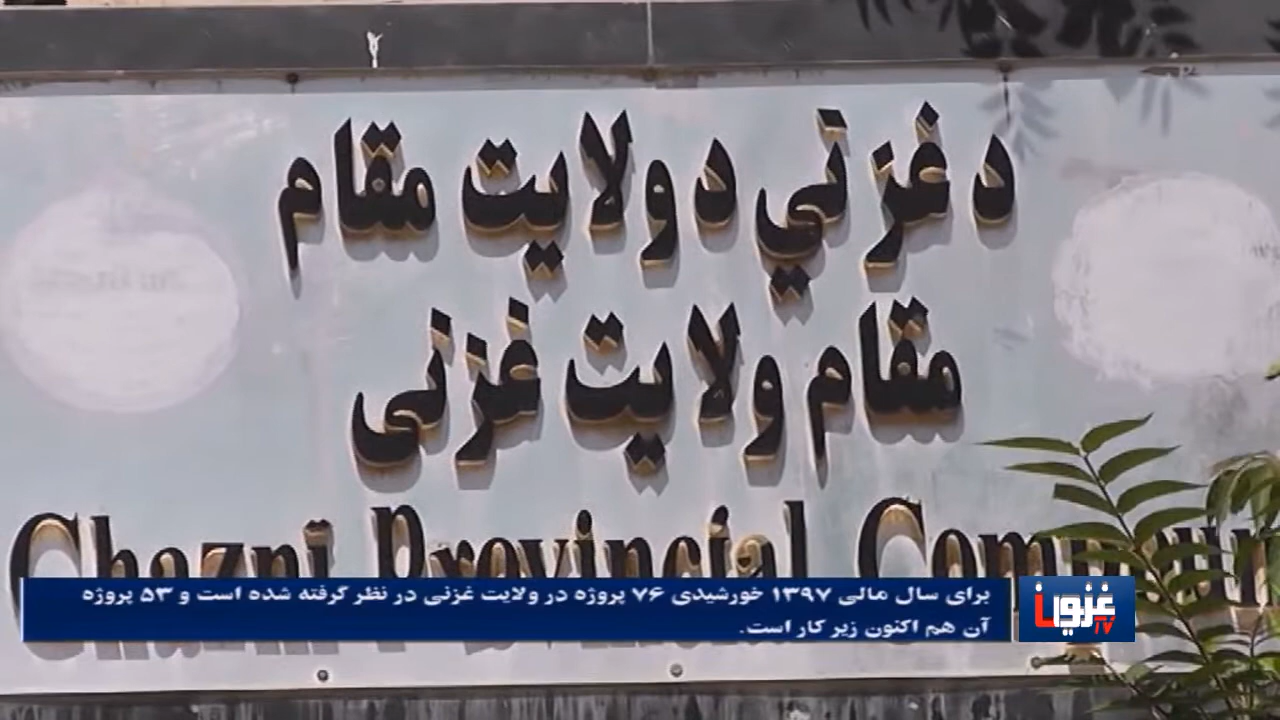 د غزني د ولایت مقام
مقام ولایت غزنی
Ghazni Provincial Compound
برای سال مالی ۱۳۹۷ خورشیدی ۷۶ پروژه در ولایت غزنی در نظر گرفته شده است و ۵۳ پروژه
آن هم اکنون زیر کار است.
غزنویان
TV